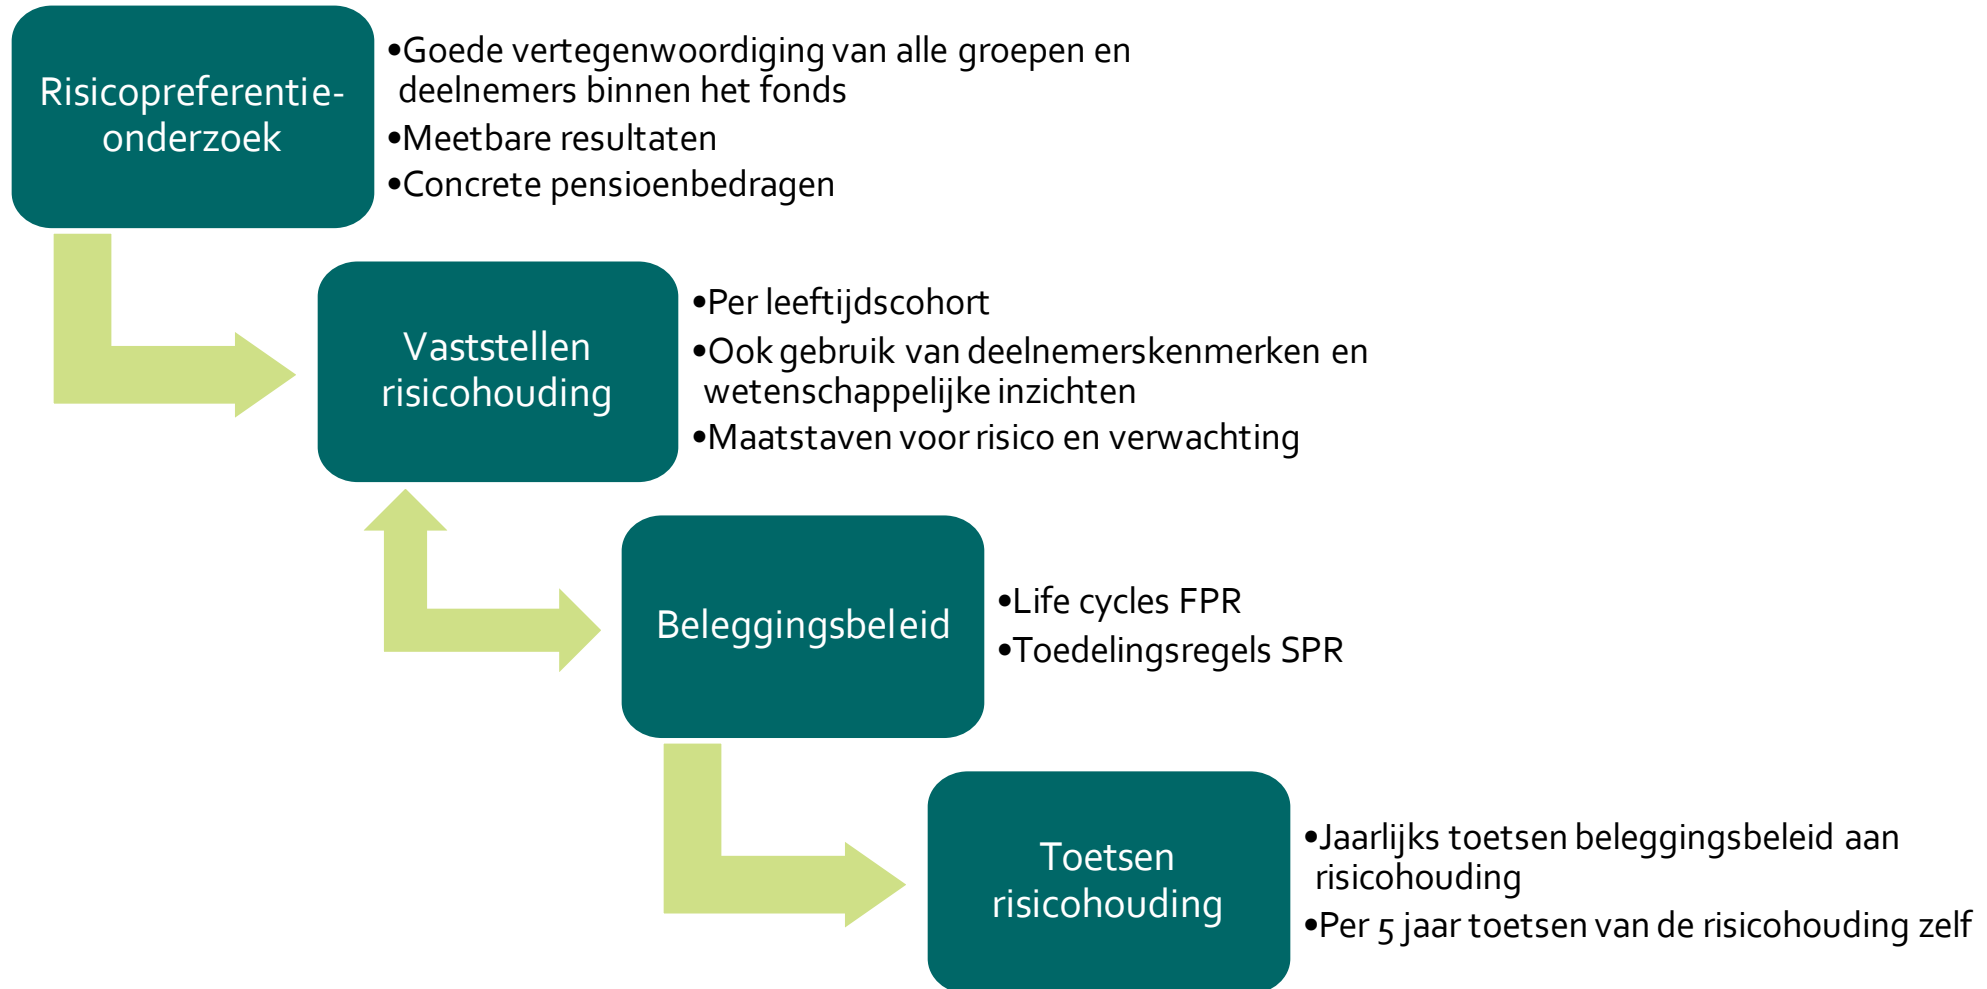 Risicopreferentie-
onderzoek
•Goede vertegenwoordiging van alle groepen en
deelnemers binnen het fonds
•Meetbare resultaten
•Concrete pensioenbedragen
Vaststellen
risicohouding
•Per leeftijdscohort
•Ook gebruik van deelnemerskenmerken en
wetenschappelijke inzichten
•Maatstaven voor risico en verwachting
Beleggingsbeleid
•Life cycles FPR
•Toedelingsregels SPR
Toetsen
risicohouding
•Jaarlijks toetsen beleggingsbeleid aan
risicohouding
•Per 5 jaar toetsen van de risicohouding zelf